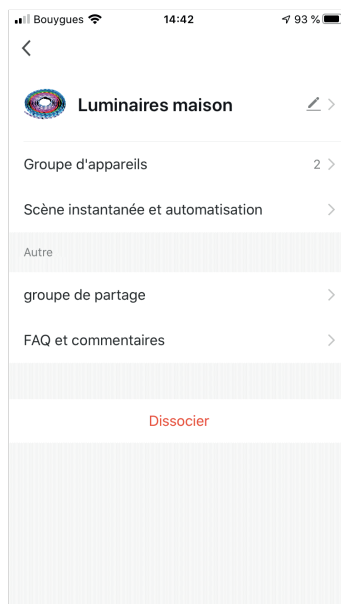 Bouygues 14:42 93 %
Luminaires maison
Groupe d'appareils 2
Scène instantanée et automatisation
Autre
groupe de partage
FAQ et commentaires
Dissocier